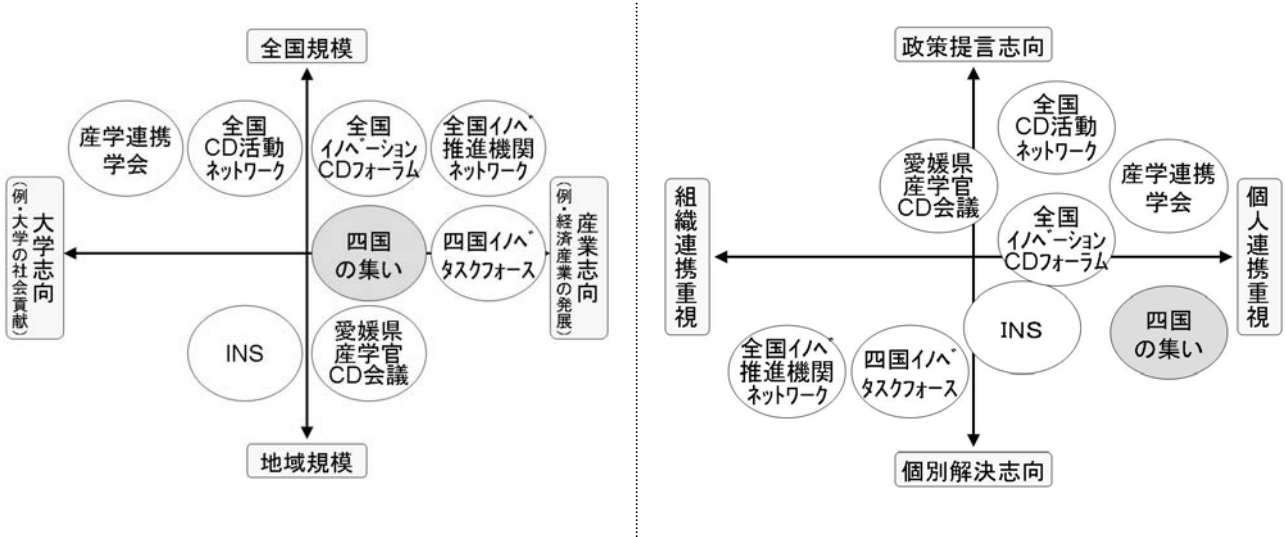 全国規模
産学連携
学会
全国
CD活動
ネットワーク
全国
イノベーション
CDフォーラム
全国イノベ
推進機関
ネットワーク
大学志向
(例・大学の社会貢献)
四国
の集い
四国イノベ
タスクフォース
産業志向
(例・経済産業の発展)
INS
愛媛県
産学官
CD会議
地域規模
政策提言志向
全国
CD活動
ネットワーク
愛媛県
産学官
CD会議
産学連携
学会
組織連携重視
全国
イノベーション
CDフォーラム
個人連携重視
INS
四国
の集い
全国イノベ
推進機関
ネットワーク
四国イノベ
タスクフォース
個別解決志向